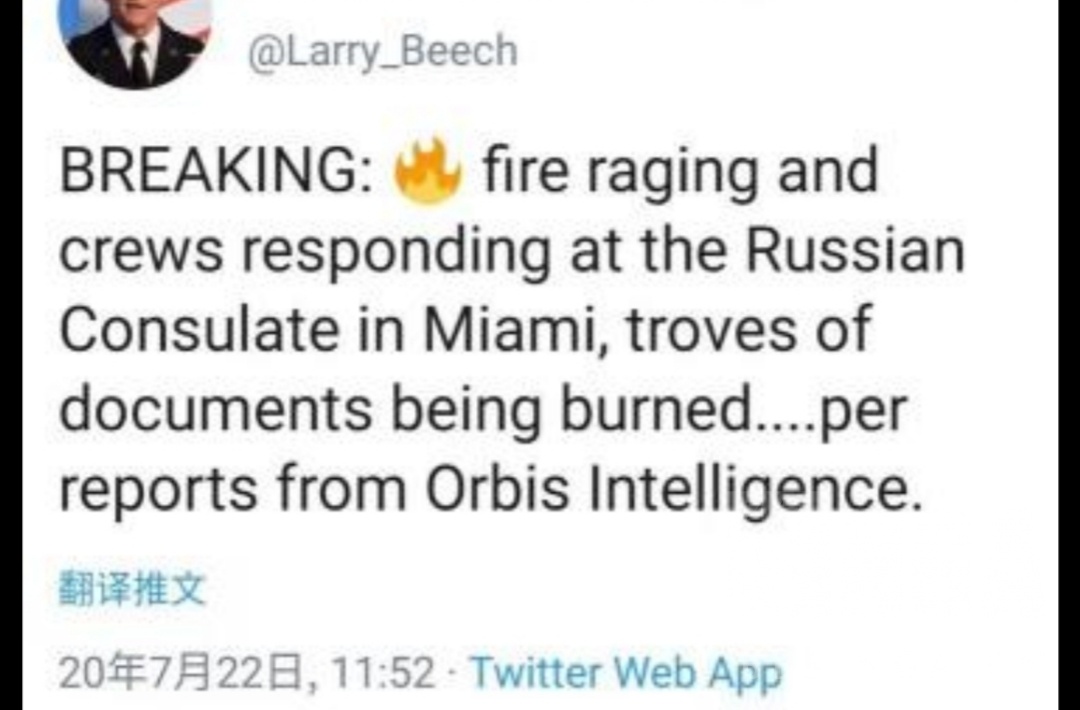 @Larry_Beech
BREAKING: 🔥 fire raging and
crews responding at the Russian
Consulate in Miami, troves of
documents being burned....per
reports from Orbis Intelligence.
翻译推文
20年7月22日, 11:52 · Twitter Web App